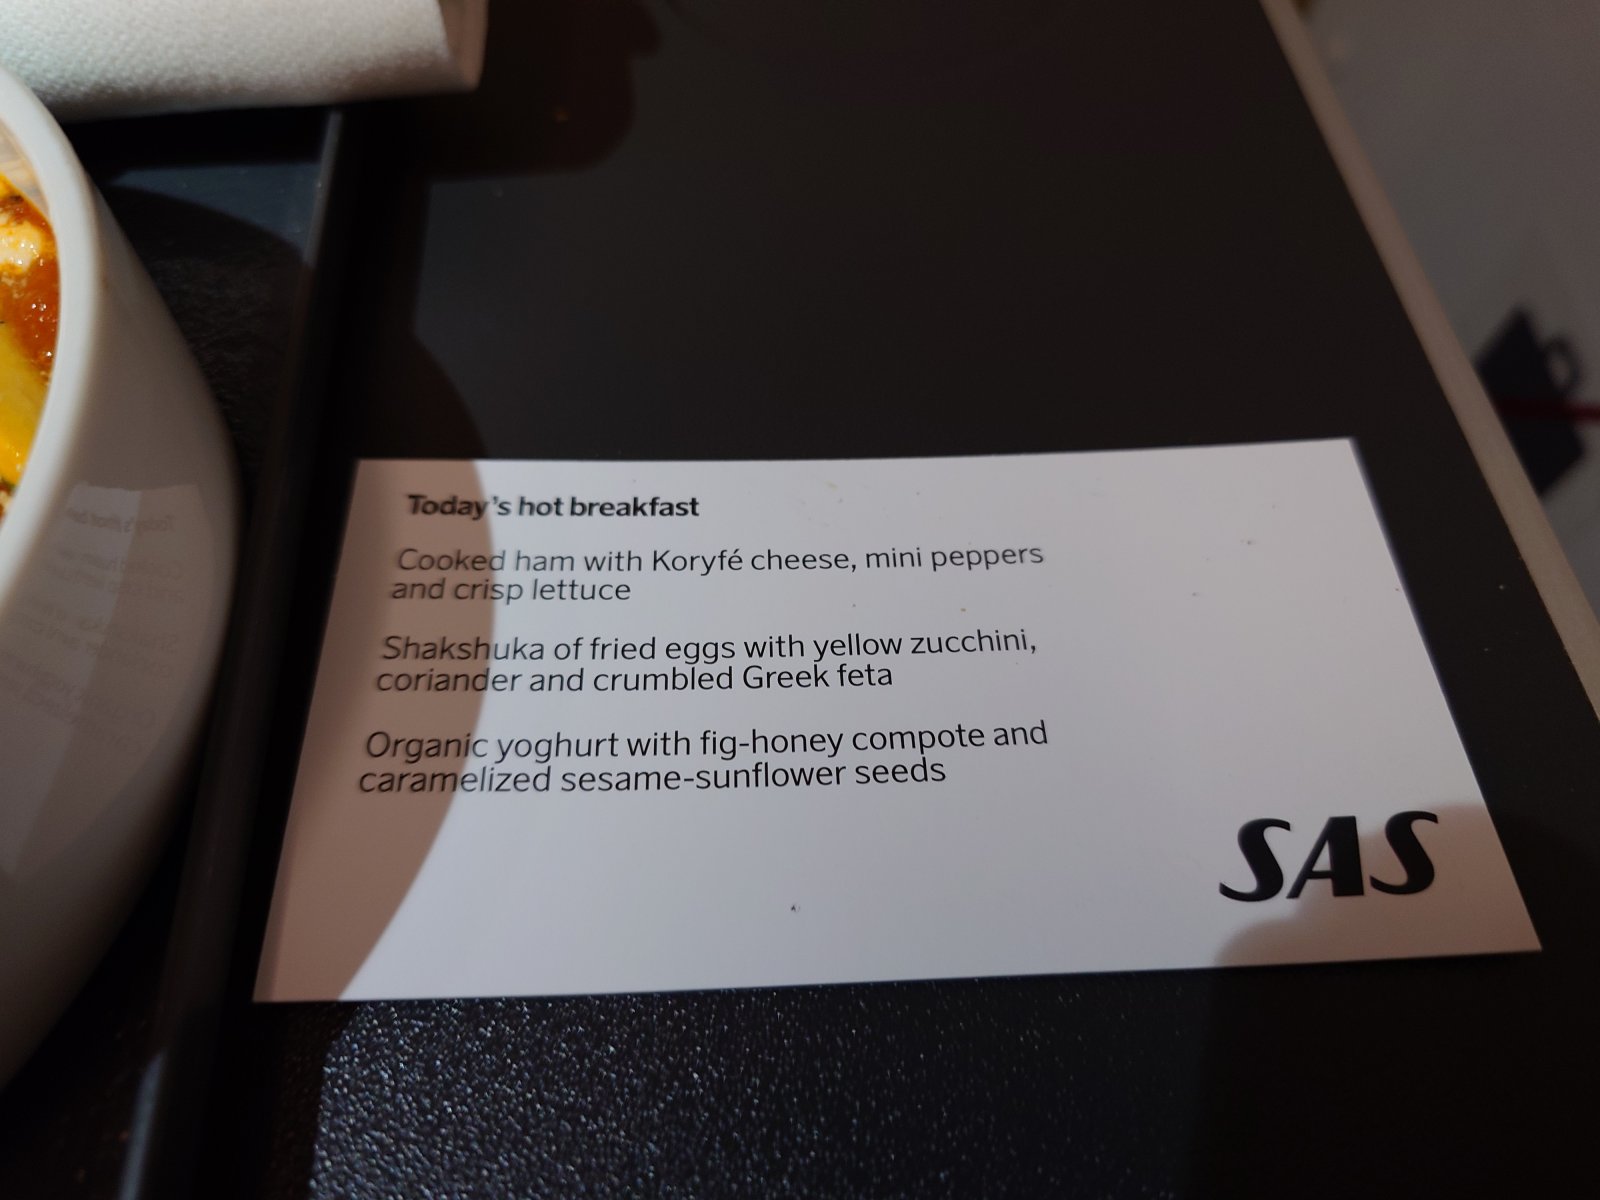 Today's hot breakfast
Cooked ham with Koryfé cheese, mini peppers
and crisp lettuce
Shakshuka of fried eggs with yellow zucchini,
coriander and crumbled Greek feta
Organic yoghurt with fig-honey compote and
caramelized sesame-sunflower seeds
SAS